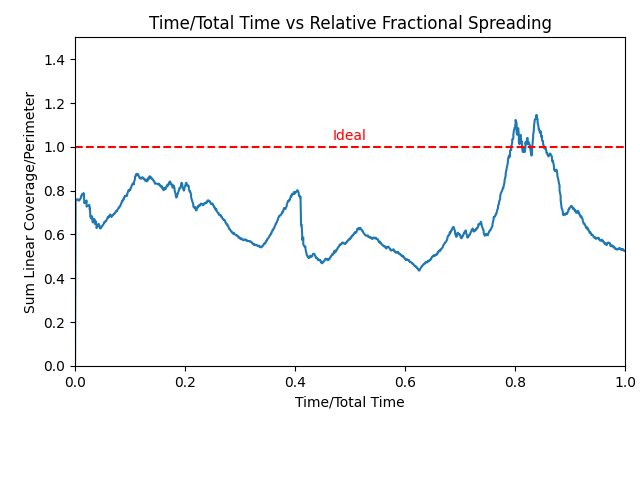 Time/Total Time vs Relative Fractional Spreading
Sum Linear Coverage/Perimeter
1.4
1.2
1.0
0.8
0.6
0.4
0.2
0.0
Ideal
0.0 0.2 0.4 0.6 0.8 1.0
Time/Total Time